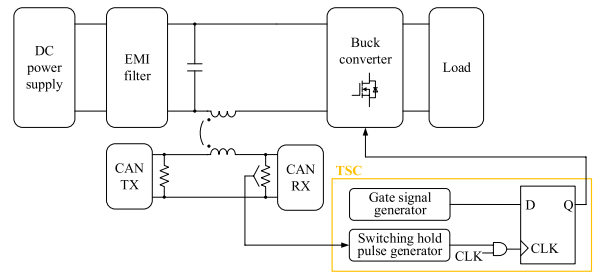 DC
power
supply
EMI
filter
Buck
converter
Load
CAN
TX
CAN
RX
TSC
Gate signal
generator
D
Q
Switching hold
pulse generator
CLK
CLK